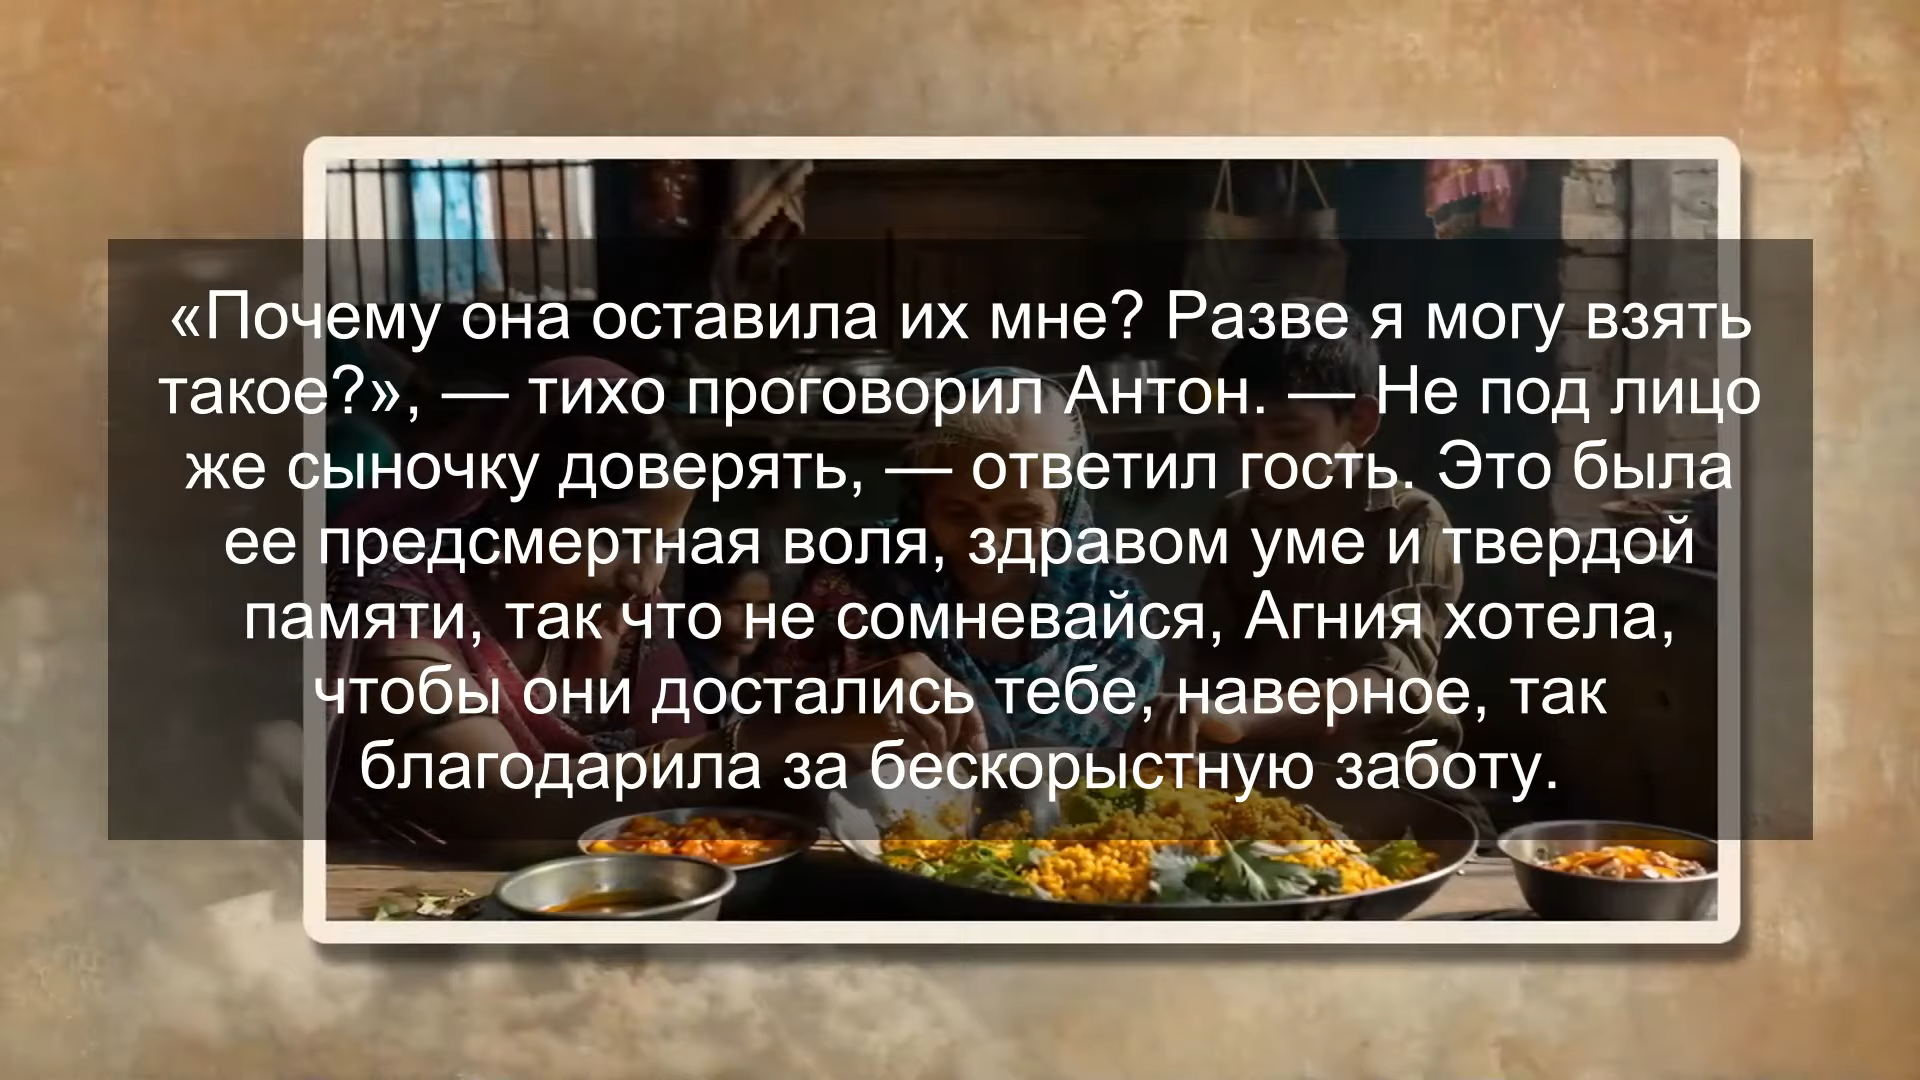 «Почему она оставила их мне? Разве я могу взять
такое?», — тихо проговорил Антон. — Не под лицо
же сыночку доверять, — ответил гость. Это была
ее предсмертная воля, здравом уме и твердой
памяти, так что не сомневайся, Агния хотела,
чтобы они достались тебе, наверное, так
благодарила за бескорыстную заботу.